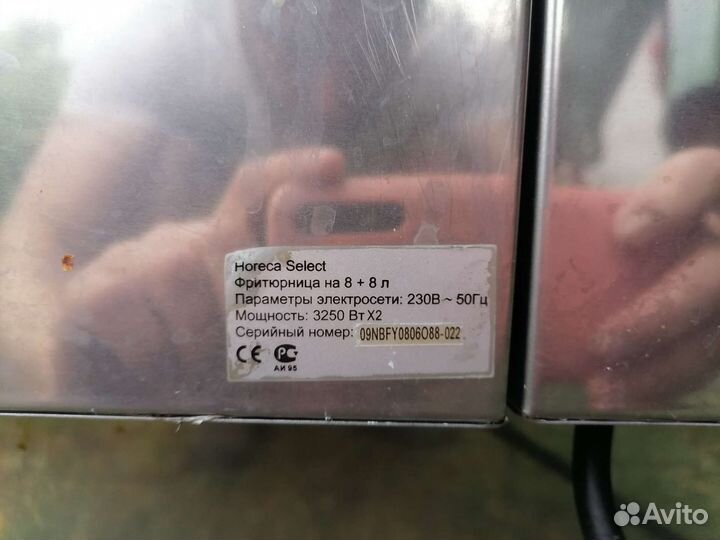 Horeca Select
Фритюрница на 8 + 8 л
Параметры электросети: 230В ~ 50Гц
Мощность: 3250 Вт X2
Серийный номер: 09NBFY0806O88-022
CE РС
АИ 95
Avito